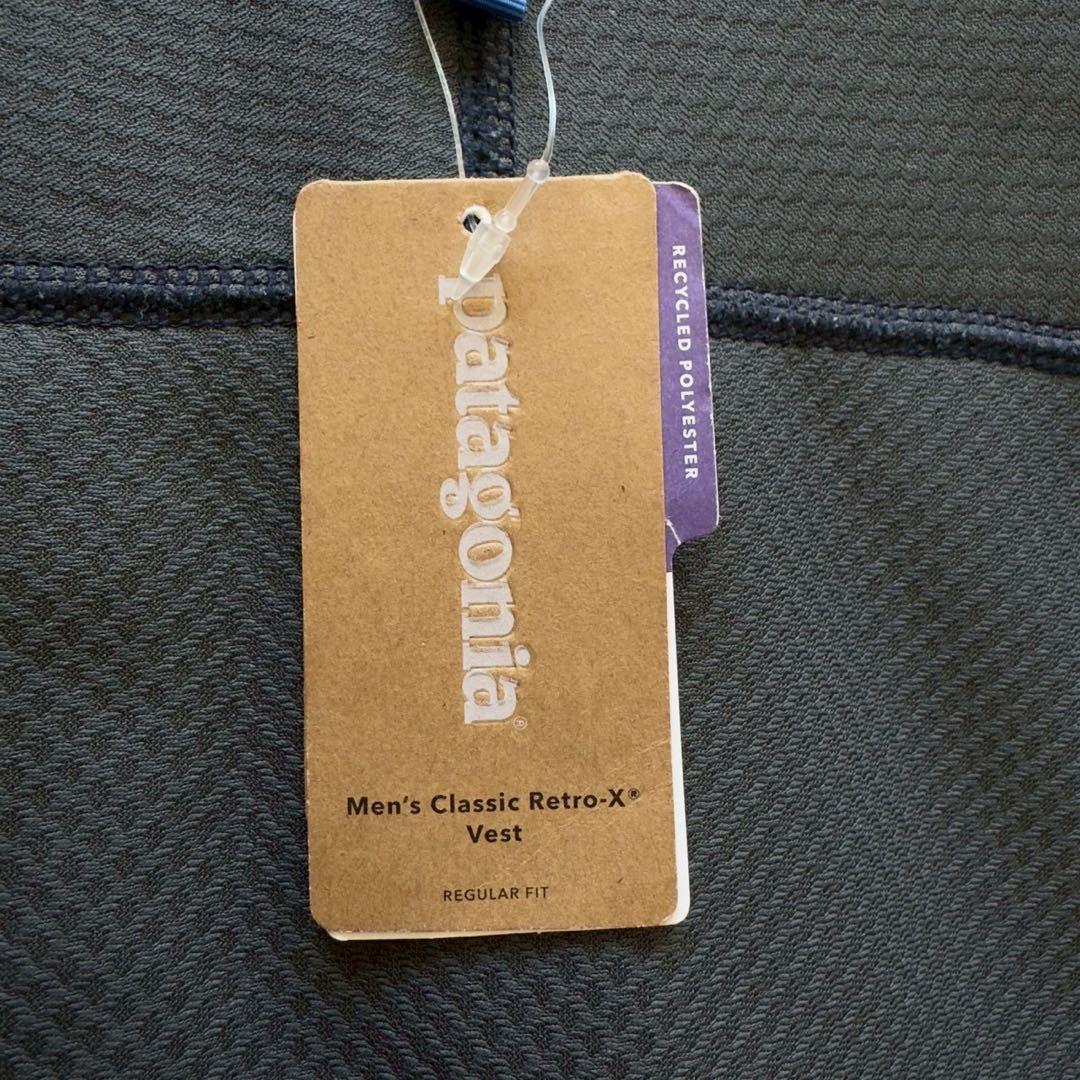 patagonia®
RECYCLED POLYESTER
Men's Classic Retro-X®
Vest
REGULAR FIT